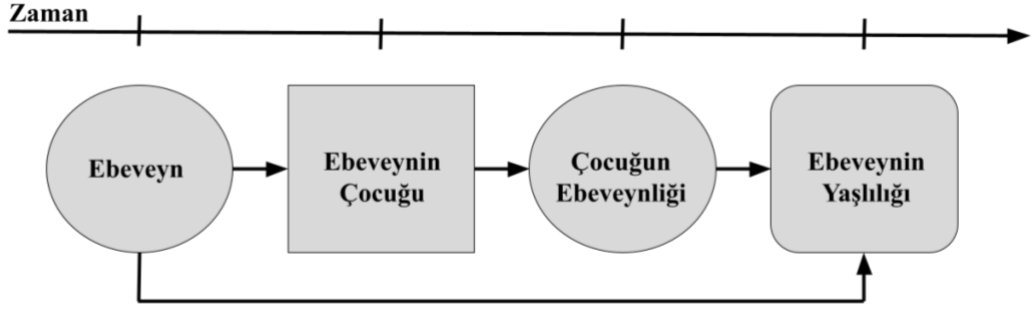 Zaman
Ebeveyn
Ebeveynin
Çocuğu
Çocuğun
Ebeveynliği
Ebeveynin
Yaşlılığı